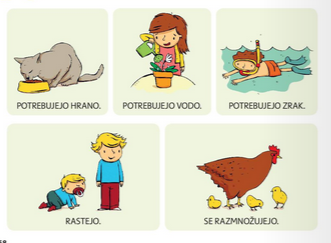 POTREBUJEJO HRANO.
POTREBUJEJO VODO.
POTREBUJEJO ZRAK.
RASTEJO.
SE RAZMNOŽUJEJO.